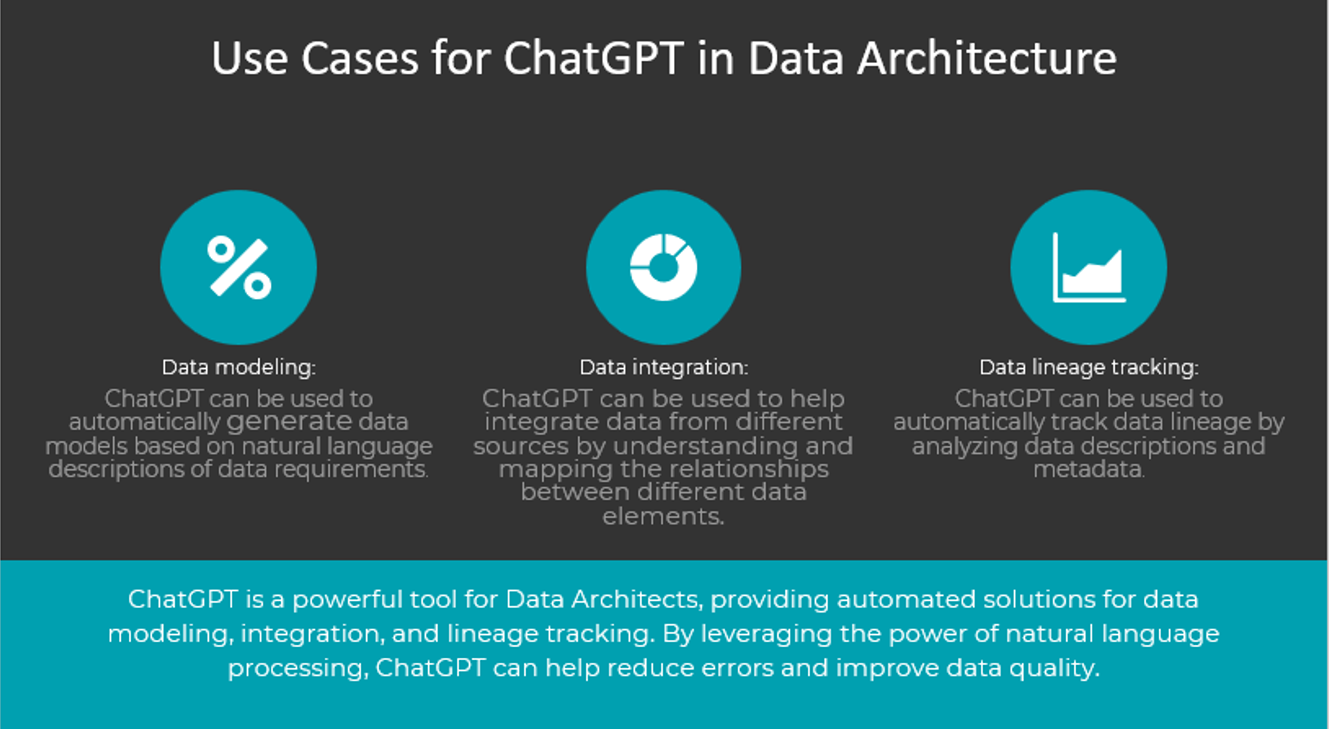 Use Cases for ChatGPT in Data Architecture
Data modeling:
ChatGPT can be used to
automatically generate data
models based on natural language
descriptions of data requirements.
Data integration:
ChatGPT can be used to help
integrate data from different
sources by understanding and
mapping the relationships
between different data
elements.
Data lineage tracking:
ChatGPT can be used to
automatically track data lineage by
analyzing data descriptions and
metadata.
ChatGPT is a powerful tool for Data Architects, providing automated solutions for data
modeling, integration, and lineage tracking. By leveraging the power of natural language
processing, ChatGPT can help reduce errors and improve data quality.